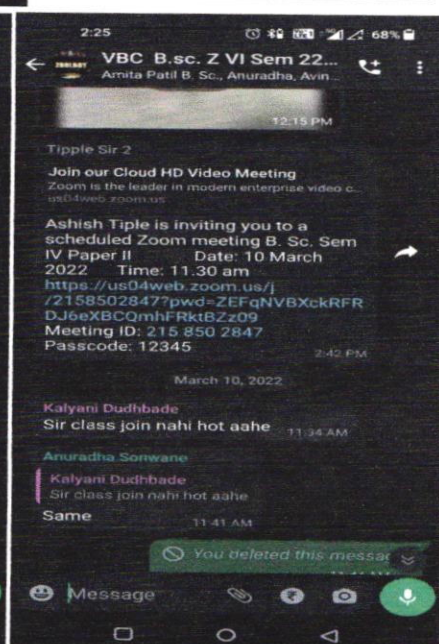 2:25
68%
VBC B.sc. Z VI Sem 22...
Amita Patil B, Sc., Anuradha, Avin...
12:15 PM
Tipple Sir 2
Join our Cloud HD Video Meeting
Zoom is the leader in modern enterprise video c...
us04web.zoom.us
Ashish Tiple is inviting you to a
scheduled Zoom meeting B. Sc. Sem
IV Paper II Date: 10 March
2022 Time: 11.30 am
https://us04web.zoom.us/j
/2158502847?pwd=ZEFqNVBXckRFR
DJ6eXBCQmhFRktBZz09
Meeting ID: 215 850 2847
Passcode: 12345
2:42 PM
March 10, 2022
Kalyani Dudhbade
Sir class join nahi hot aahe
11:34 AM
Anuradha Sonwane
Kalyani Dudhbade
Sir class join nahi hot aahe
Same
11:41 AM
You deleted this messag
Message